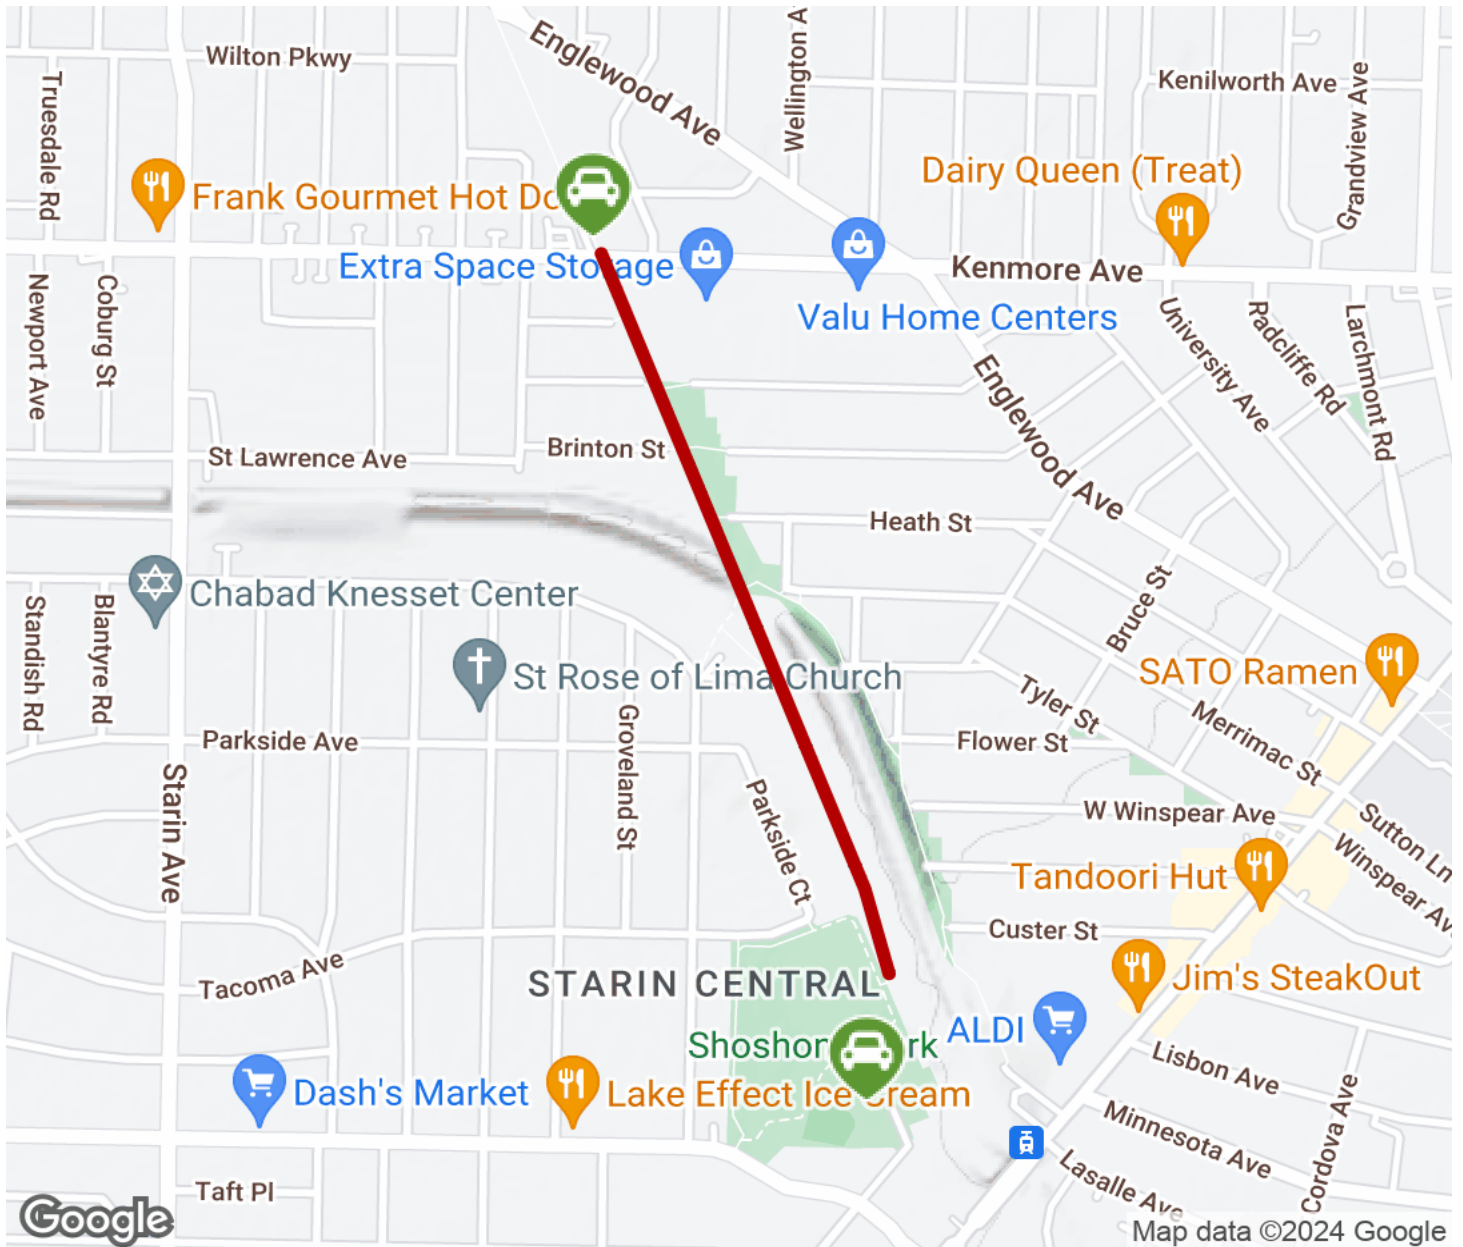 Wilton Pkwy
Englewood Ave
Wellington A
Kenilworth Ave
Grandview Ave
Truesdale Rd
Dairy Queen (Treat)
Frank Gourmet Hot Do
Extra Space Storage
Kenmore Ave
Valu Home Centers
Newport Ave
Coburg St
University Ave
Radcliffe Rd
Larchmont Rd
Englewood Ave
St Lawrence Ave
Brinton St
Heath St
Chabad Knesset Center
Standish Rd
Blantyre Rd
Bruce St
St Rose of Lima Church
SATO Ramen
Tyler St
Merrimac St
Parkside Ave
Groveland St
Flower St
Starin Ave
Parkside Ct
W Winspear Ave
Sutton Ln
Winspear Av
Tandoori Hut
Custer St
Tacoma Ave
STARIN CENTRAL
Jim's SteakOut
Shoshon rk
ALDI
Lisbon Ave
Dash's Market
Lake Effect Ice Cream
Minnesota Ave
Cordova Ave
Lasalle Ave
Taft Pl
Google
Map data ©2024 Google